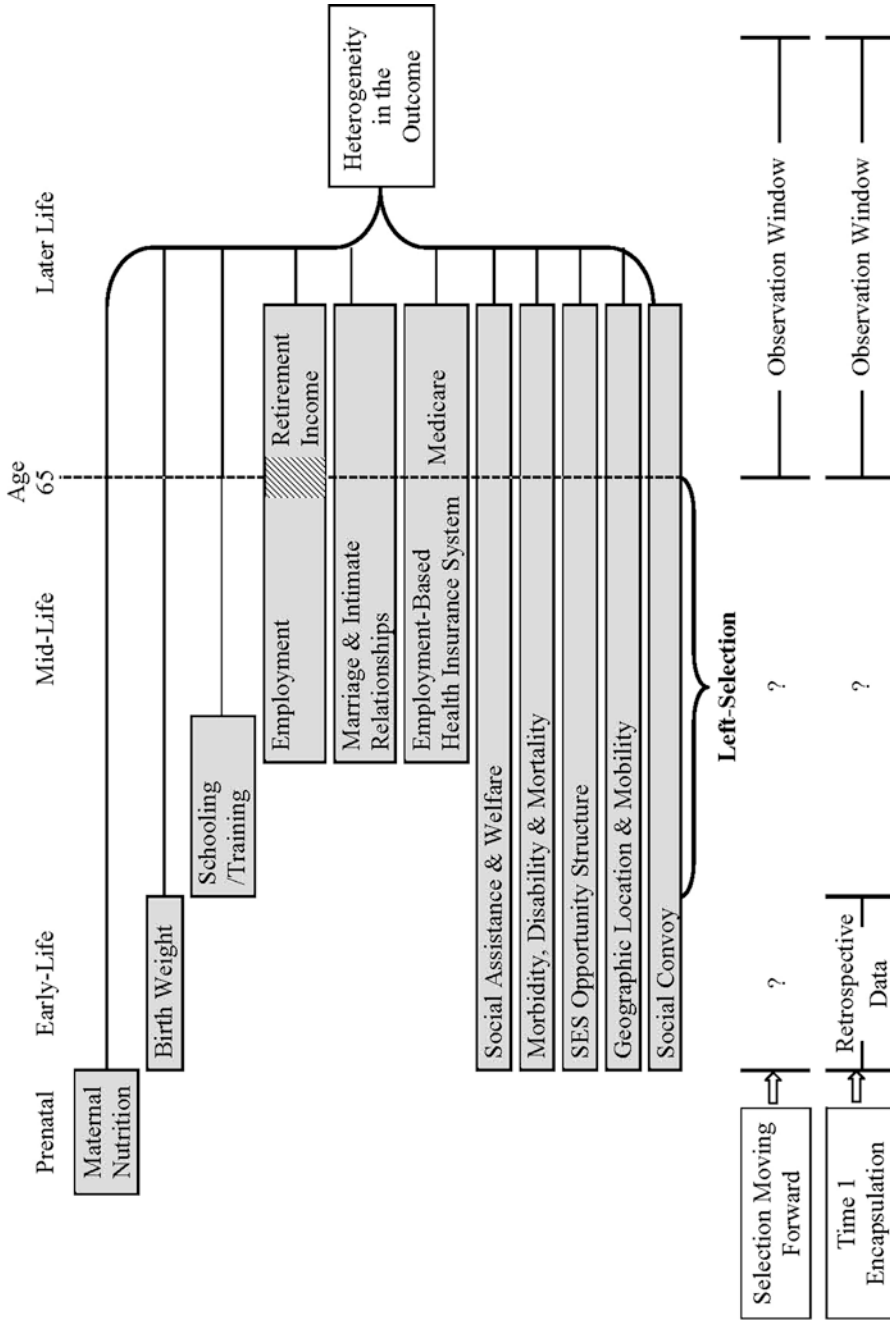 Prenatal
Early-Life
Mid-Life
Age
65
Later Life
Maternal
Nutrition
Birth Weight
Schooling
/Training
Employment
Retirement
Income
Marriage & Intimate
Relationships
Employment-Based
Health Insurance System
Medicare
Social Assistance & Welfare
Morbidity, Disability & Mortality
SES Opportunity Structure
Geographic Location & Mobility
Social Convoy
Heterogeneity
in the
Outcome
Left-Selection
Selection Moving
Forward
?
?
Observation Window
Time 1
Encapsulation
Retrospective
Data
?
Observation Window